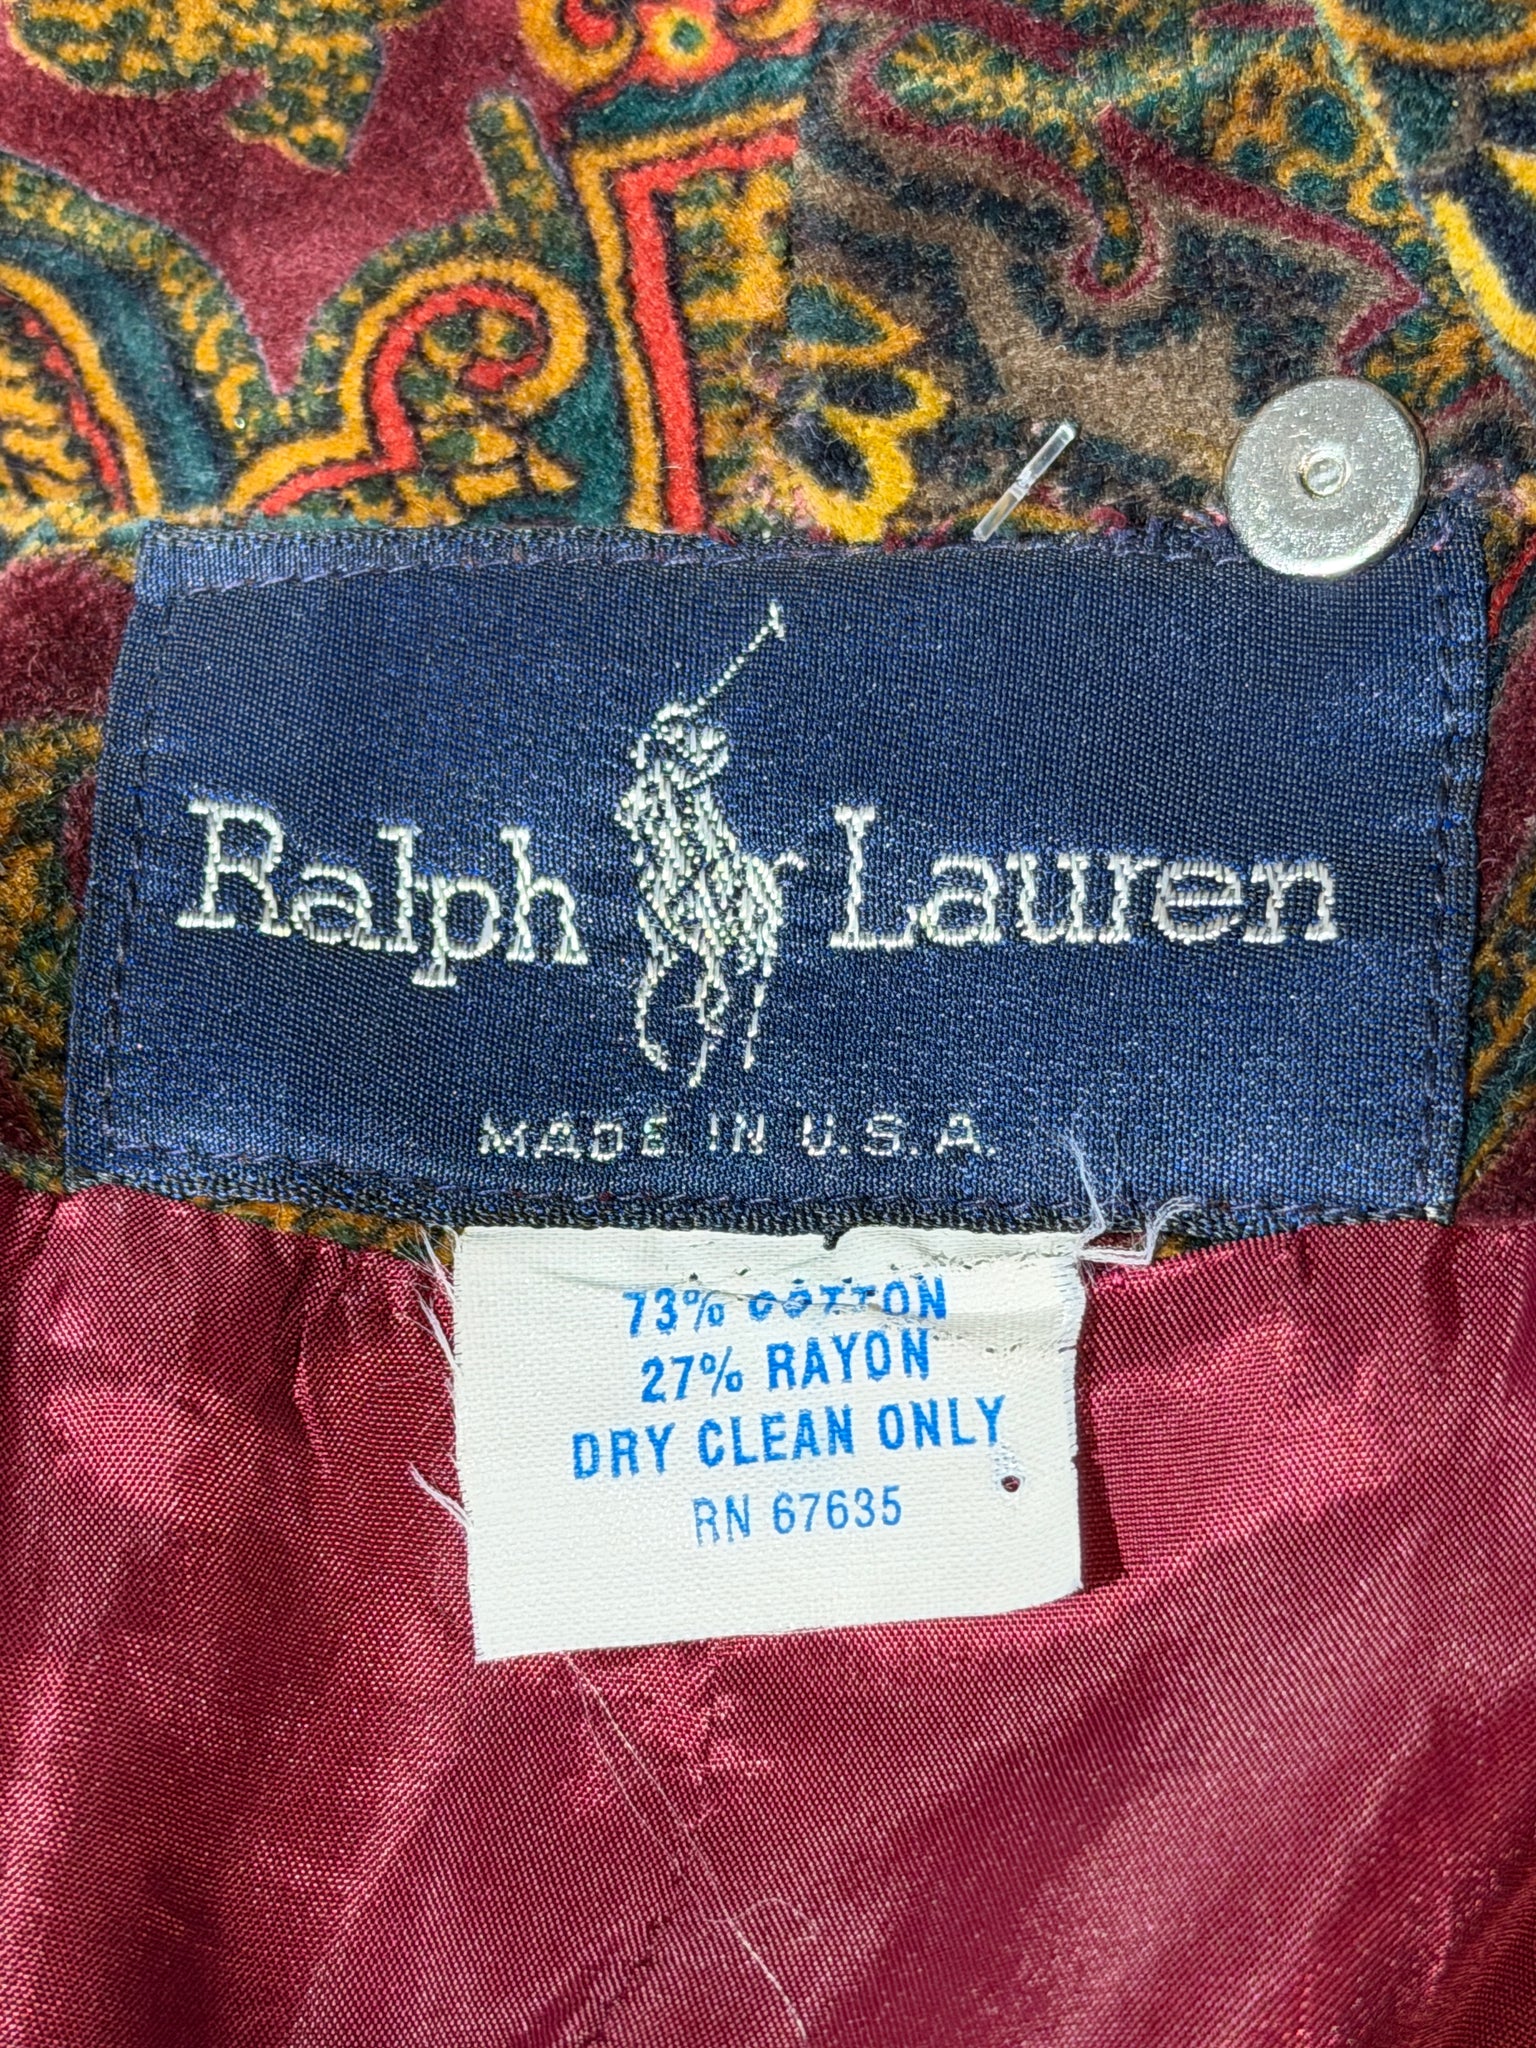 Ralph Lauren
MADE IN U.S.A.
73% COTTON
27% RAYON
DRY CLEAN ONLY
RN 67635